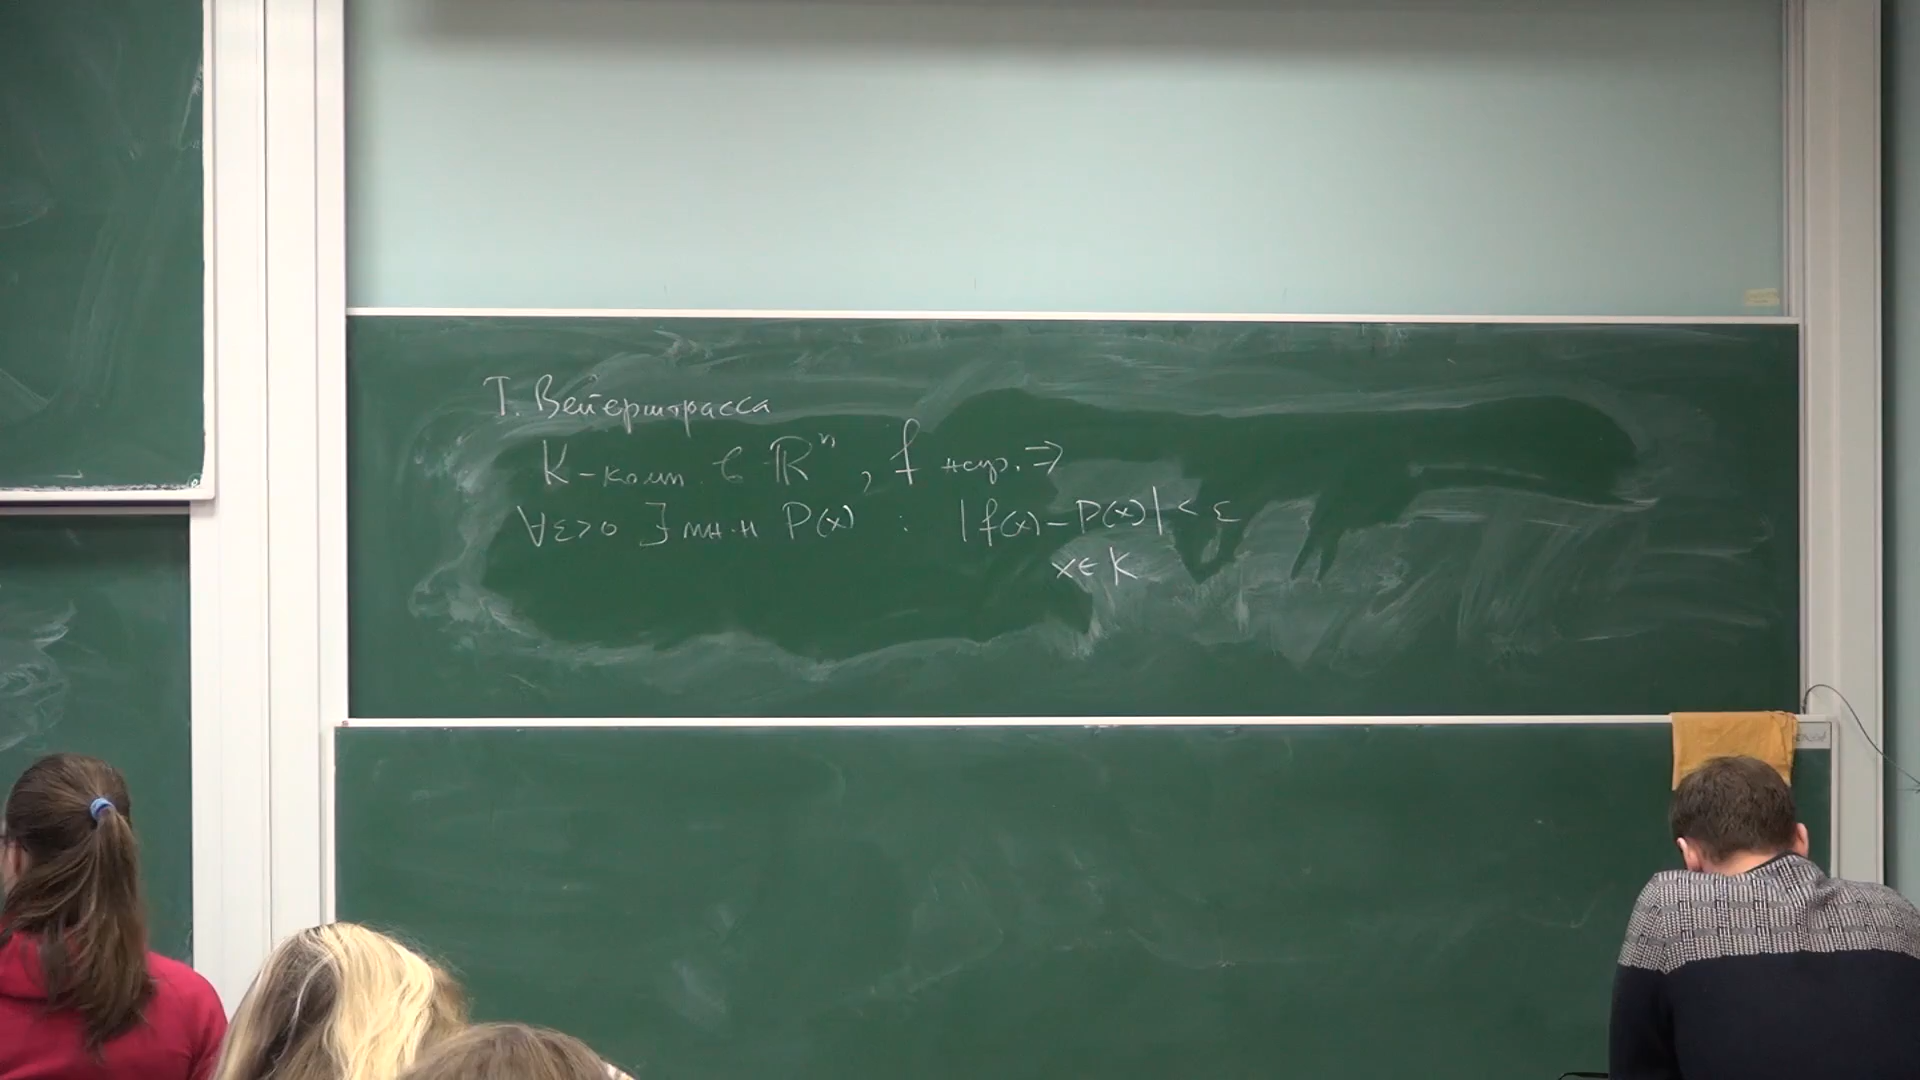 Т. Вейерштрасса
K - комп. в ℝⁿ, f непр. ⇒
∀ε>0 ∃ мн-н P(x) : |f(x) - P(x)| < ε
x ∈ K